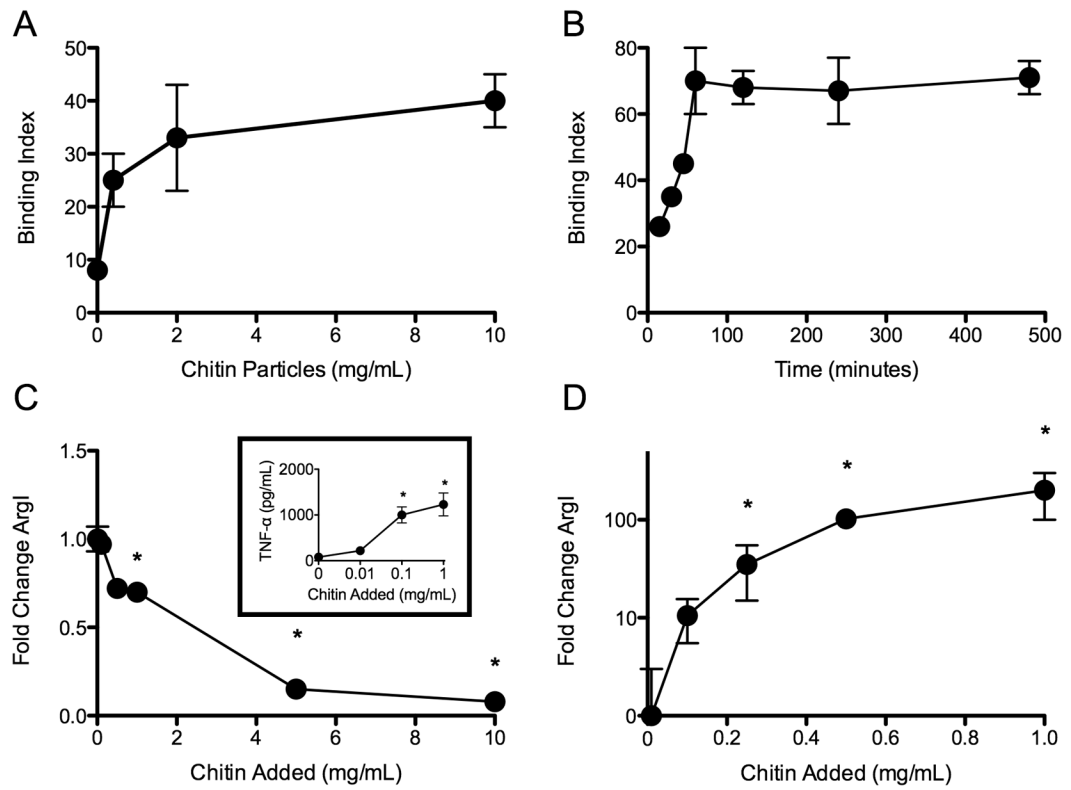 A
50
40
30
20
10
0
Binding Index
0 2 4 6 8 10
Chitin Particles (mg/mL)
B
80
60
40
20
0
Binding Index
0 100 200 300 400 500
Time (minutes)
C
1.5
1.0
0.5
0.0
Fold Change ArgI
*
*
*
0 2 4 6 8 10
Chitin Added (mg/mL)
2000
1000
0
TNF-α (pg/mL)
*
*
0 0.01 0.1 1
Chitin Added (mg/mL)
D
100
10
0
Fold Change ArgI
*
*
*
0 0.2 0.4 0.6 0.8 1.0
Chitin Added (mg/mL)